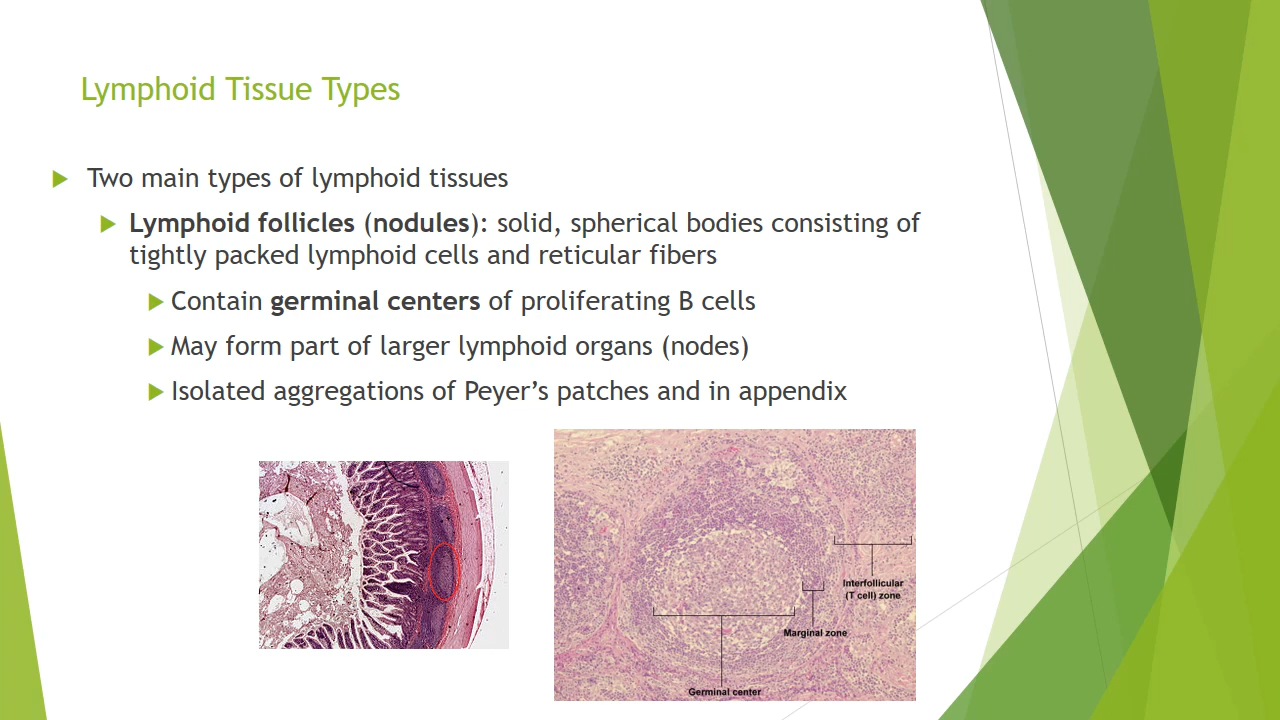 Lymphoid Tissue Types
Two main types of lymphoid tissues
Lymphoid follicles (nodules): solid, spherical bodies consisting of
tightly packed lymphoid cells and reticular fibers
Contain germinal centers of proliferating B cells
May form part of larger lymphoid organs (nodes)
Isolated aggregations of Peyer’s patches and in appendix
Interfollicular
(T cell) zone
Marginal zone
Germinal center